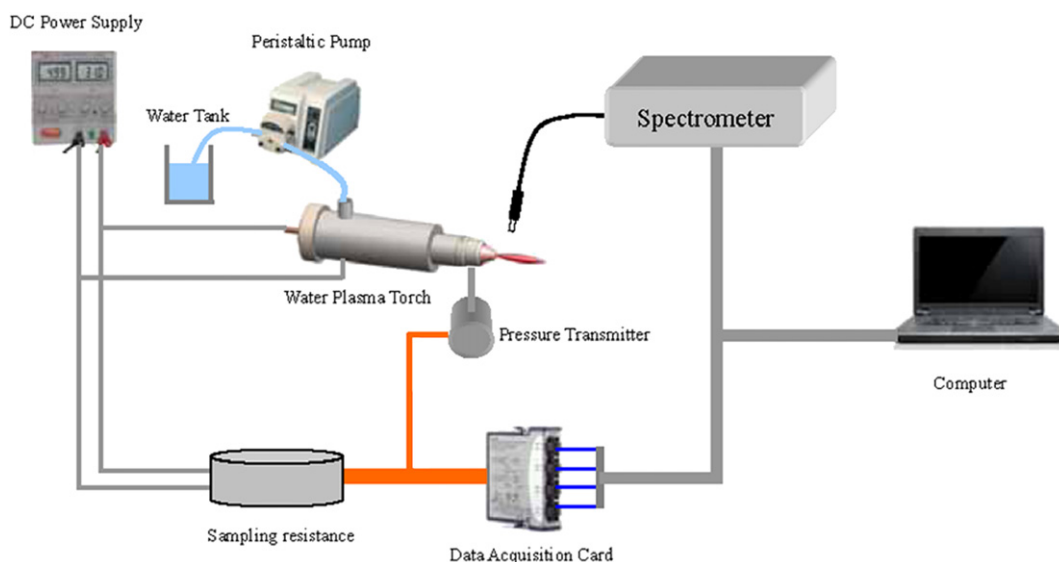 DC Power Supply
Peristaltic Pump
Water Tank
Spectrometer
Water Plasma Torch
Pressure Transmitter
Computer
Sampling resistance
Data Acquisition Card